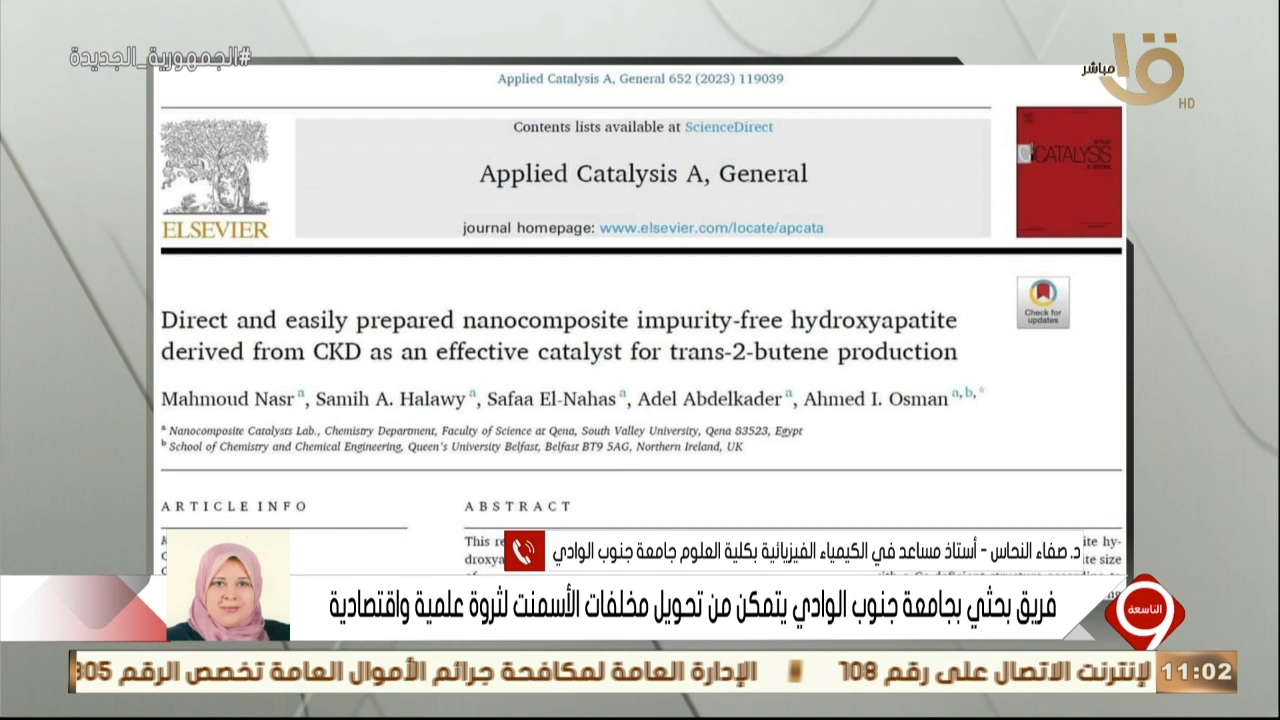 #الجمهورية_الجديدة
مباشر
HD
Applied Catalysis A, General 652 (2023) 119039
Contents lists available at ScienceDirect
Applied Catalysis A, General
journal homepage: www.elsevier.com/locate/apcata
ELSEVIER
CATALYSIS
Check for
updates
Direct and easily prepared nanocomposite impurity-free hydroxyapatite
derived from CKD as an effective catalyst for trans-2-butene production
Mahmoud Nasr a, Samih A. Halawy a, Safaa El-Nahas a, Adel Abdelkader a, Ahmed I. Osman a,b,*
a Nanocomposite Catalysts Lab., Chemistry Department, Faculty of Science at Qena, South Valley University, Qena 83523, Egypt
b School of Chemistry and Chemical Engineering, Queen's University Belfast, Belfast BT9 5AG, Northern Ireland, UK
ARTICLE INFO
ABSTRACT
This
د. صفاء النحاس - أستاذ مساعد في الكيمياء الفيزيائية بكلية العلوم جامعة جنوب الوادي
فريق بحثي بجامعة جنوب الوادي يتمكن من تحويل مخلفات الأسمنت لثروة علمية واقتصادية
التاسعة
لإنترنت الاتصال على رقم 108
الإدارة العامة لمكافحة جرائم الأموال العامة تخصص الرقم
11:02